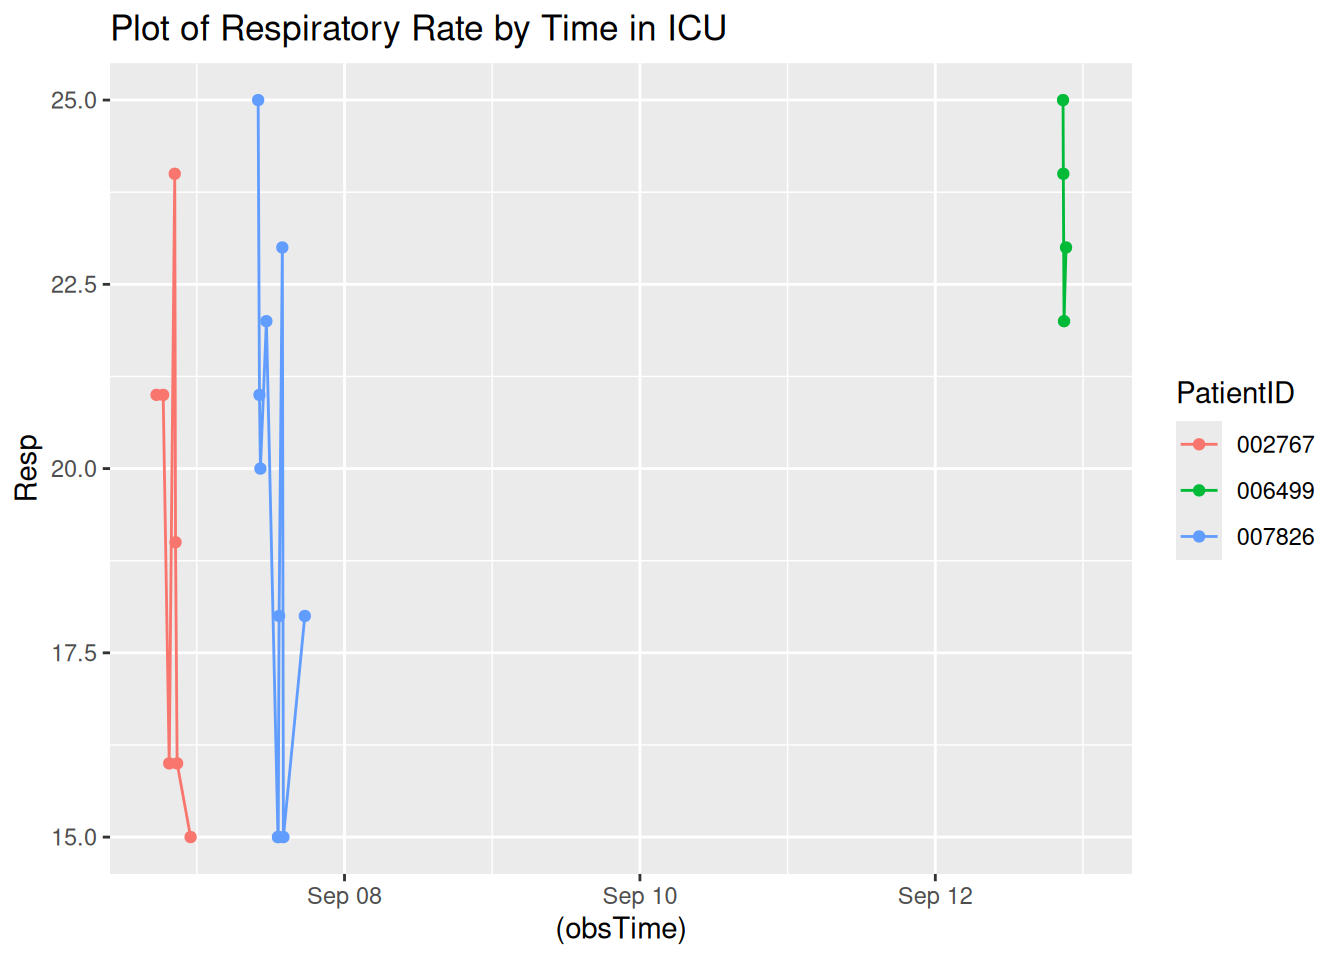 Plot of Respiratory Rate by Time in ICU
25.0
22.5
20.0
17.5
15.0
Resp
Sep 08
Sep 10
Sep 12
(obsTime)
PatientID
002767
006499
007826